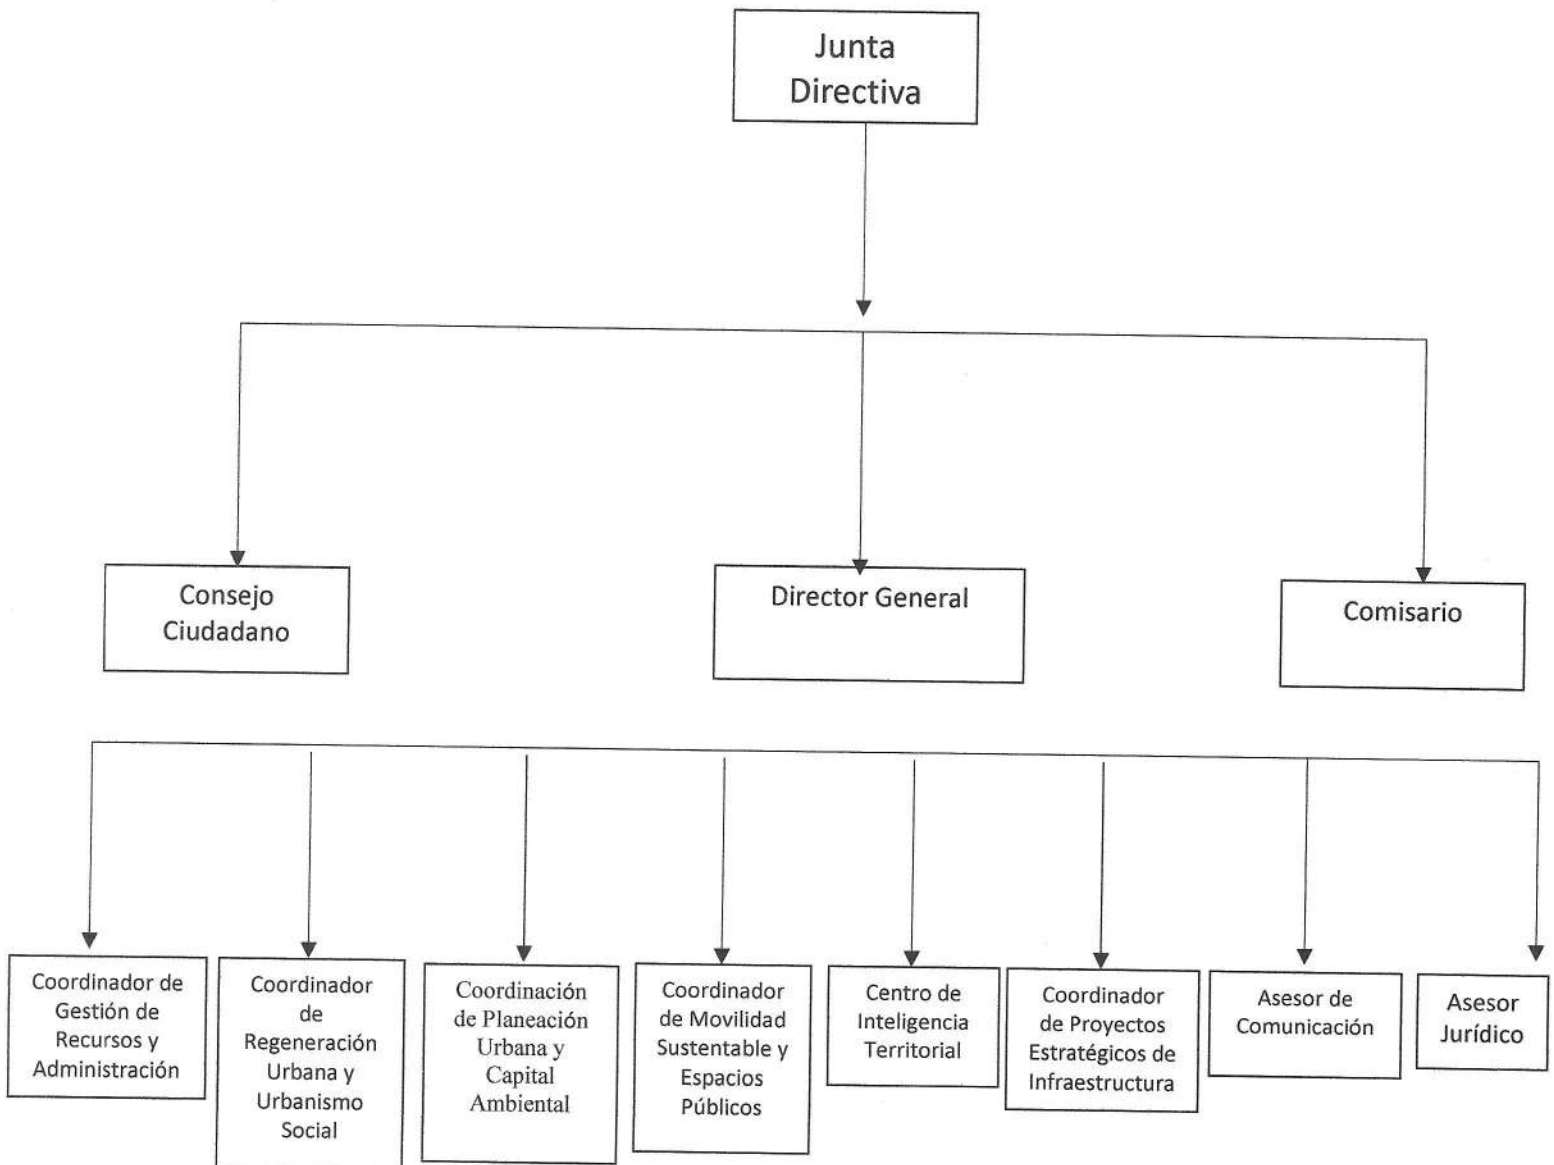 Junta
Directiva
Consejo
Ciudadano
Director General
Comisario
Coordinador de
Gestión de
Recursos y
Administración
Coordinador
de
Regeneración
Urbana y
Urbanismo
Social
Coordinación
de Planeación
Urbana y
Capital
Ambiental
Coordinador
de Movilidad
Sustentable y
Espacios
Públicos
Centro de
Inteligencia
Territorial
Coordinador
de Proyectos
Estratégicos de
Infraestructura
Asesor de
Comunicación
Asesor
Jurídico